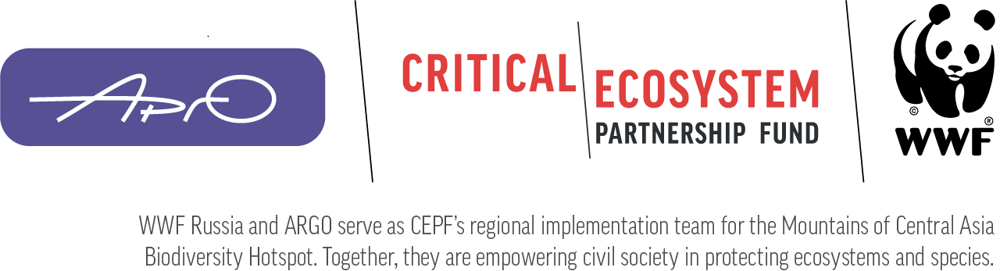 Арго
CRITICAL
ECOSYSTEM
PARTNERSHIP FUND
©
®
WWF
WWF Russia and ARGO serve as CEPF’s regional implementation team for the Mountains of Central Asia
Biodiversity Hotspot. Together, they are empowering civil society in protecting ecosystems and species.